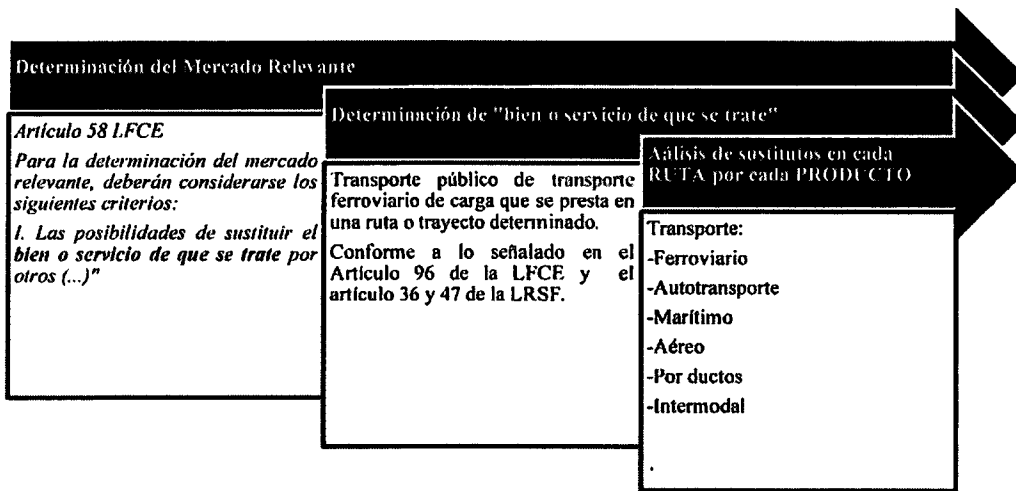 Determinación del Mercado Relevante
Artículo 58 LFCE
Para la determinación del mercado
relevante, deberán considerarse los
siguientes criterios:
I. Las posibilidades de sustituir el
bien o servicio de que se trate por
otros (...)"
Determinación de "bien o servicio de que se trate"
Transporte público de transporte
ferroviario de carga que se presta en
una ruta o trayecto determinado.
Conforme a lo señalado en el
Artículo 96 de la LFCE y el
artículo 36 y 47 de la LRSF.
Aálisis de sustitutos en cada
RUTA por cada PRODUCTO
Transporte:
-Ferroviario
-Autotransporte
-Marítimo
-Aéreo
-Por ductos
-Intermodal
.